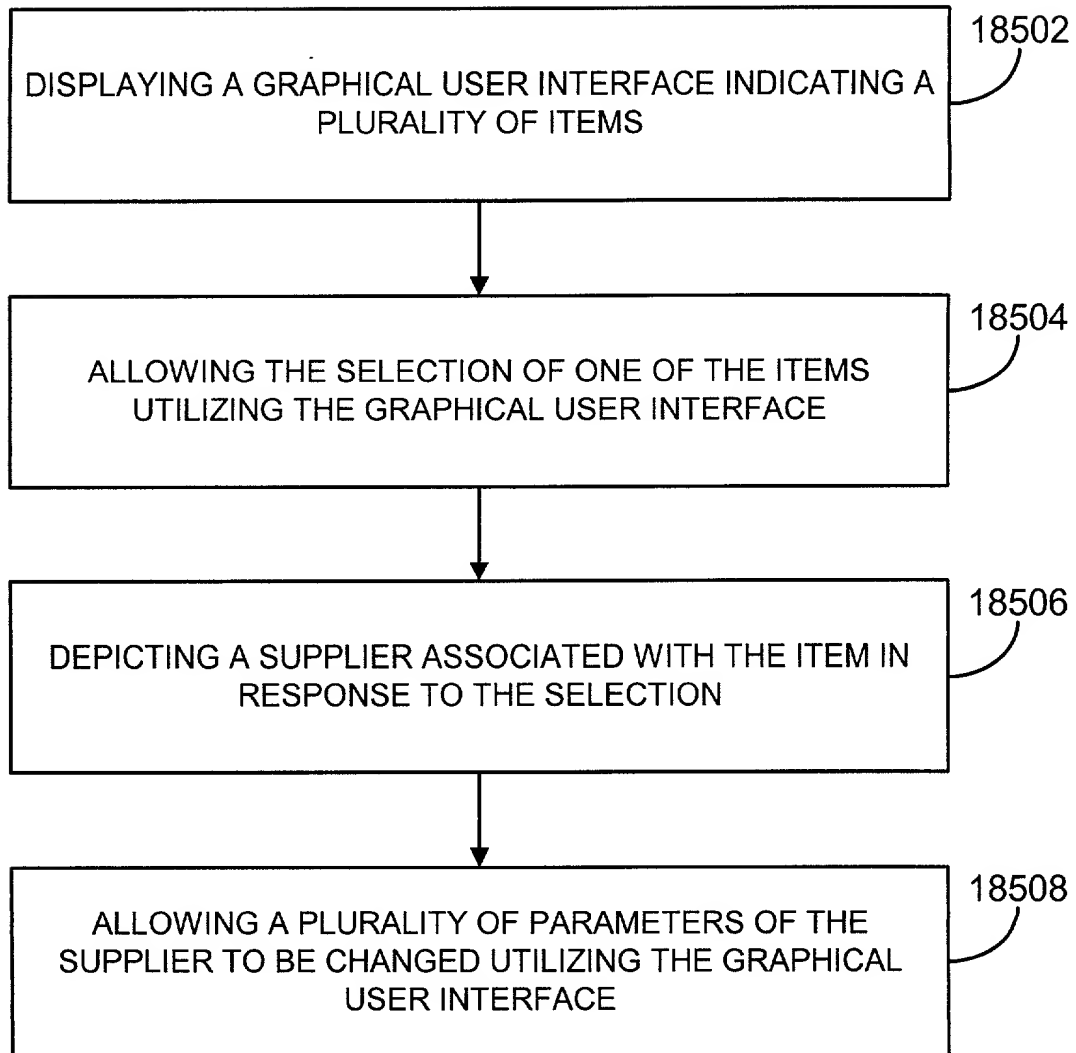 18502
DISPLAYING A GRAPHICAL USER INTERFACE INDICATING A
PLURALITY OF ITEMS
18504
ALLOWING THE SELECTION OF ONE OF THE ITEMS
UTILIZING THE GRAPHICAL USER INTERFACE
18506
DEPICTING A SUPPLIER ASSOCIATED WITH THE ITEM IN
RESPONSE TO THE SELECTION
18508
ALLOWING A PLURALITY OF PARAMETERS OF THE
SUPPLIER TO BE CHANGED UTILIZING THE GRAPHICAL
USER INTERFACE